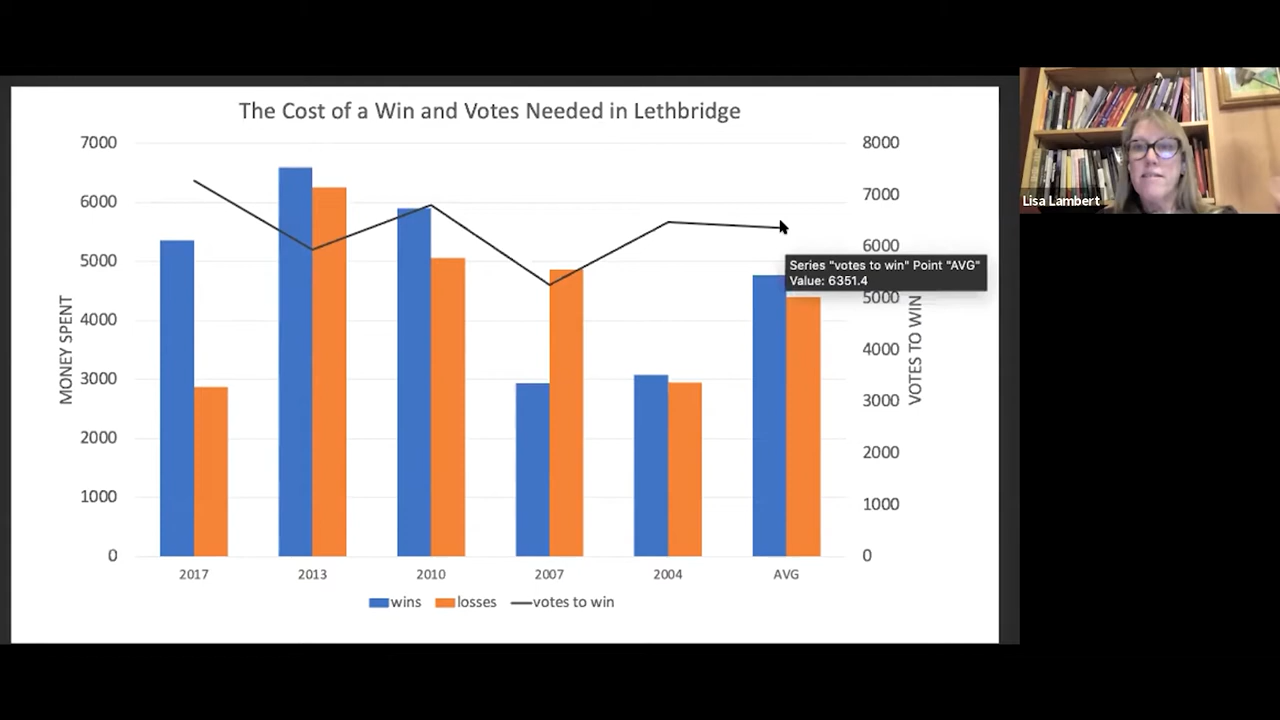 The Cost of a Win and Votes Needed in Lethbridge
7000
6000
5000
4000
3000
2000
1000
0
MONEY SPENT
8000
7000
6000
5000
4000
3000
2000
1000
0
VOTES TO WIN
Series "votes to win" Point "AVG"
Value: 6351.4
2017 2013 2010 2007 2004 AVG
wins losses votes to win
Lisa Lambert